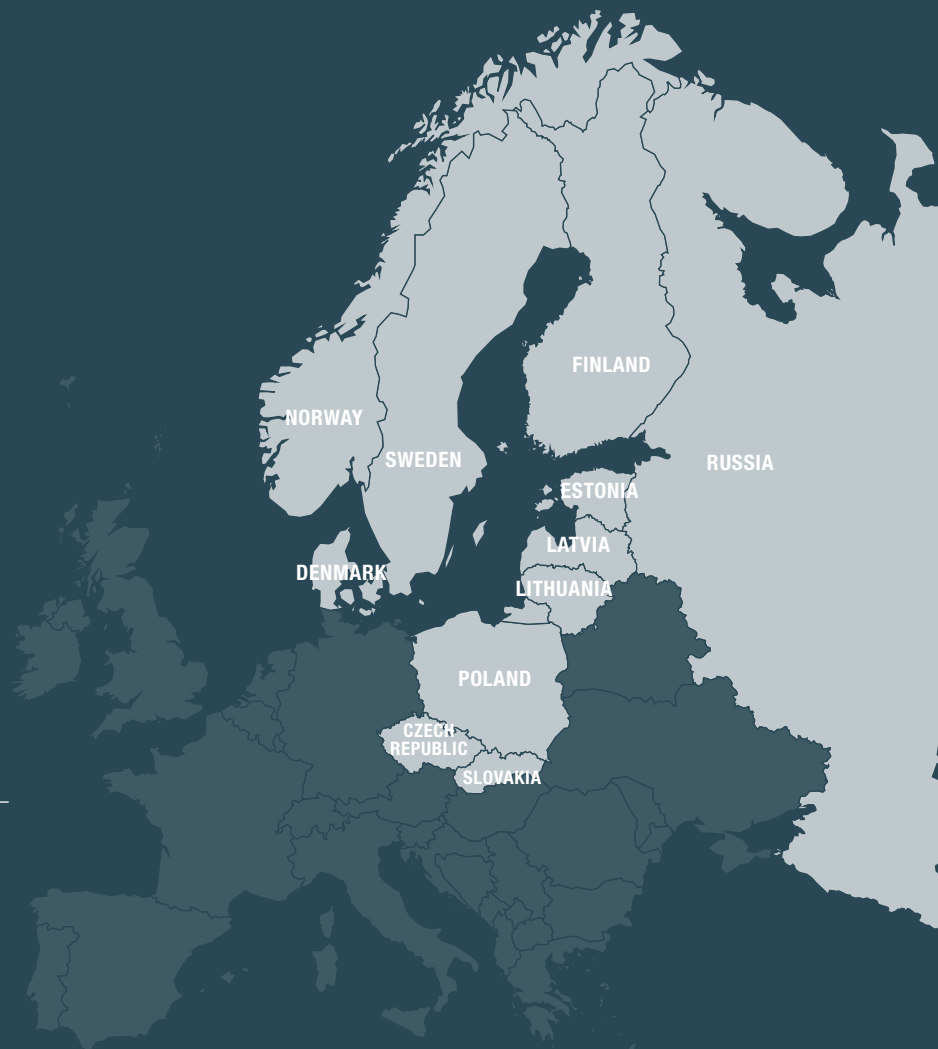 FINLAND
NORWAY
SWEDEN
RUSSIA
ESTONIA
LATVIA
DENMARK
LITHUANIA
POLAND
CZECH
REPUBLIC
SLOVAKIA